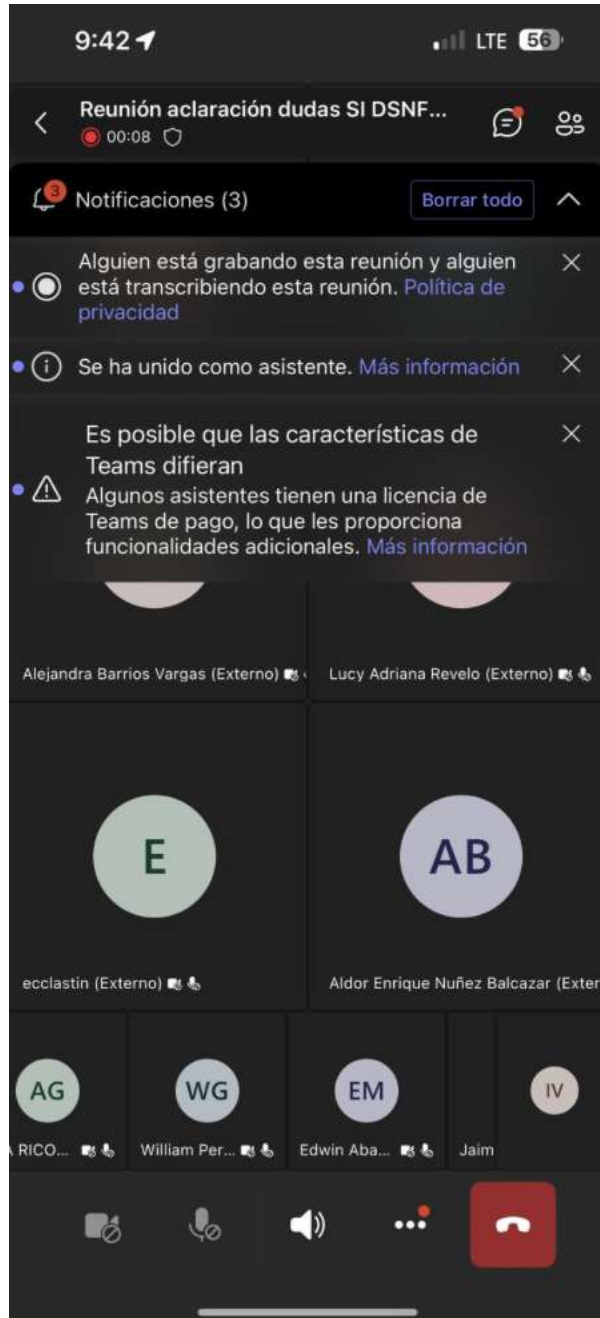 9:42
LTE 56
Reunión aclaración dudas SI DSNF...
00:08
3
Notificaciones (3)
Borrar todo
Alguien está grabando esta reunión y alguien
está transcribiendo esta reunión. Política de
privacidad
Se ha unido como asistente. Más información
Es posible que las características de
Teams difieran
Algunos asistentes tienen una licencia de
Teams de pago, lo que les proporciona
funcionalidades adicionales. Más información
Alejandra Barrios Vargas (Externo)
Lucy Adriana Revelo (Externo)
E
AB
ecclastin (Externo)
Aldor Enrique Nuñez Balcazar (Exter
AG
WG
EM
IV
RICO...
William Per...
Edwin Aba...
Jaim